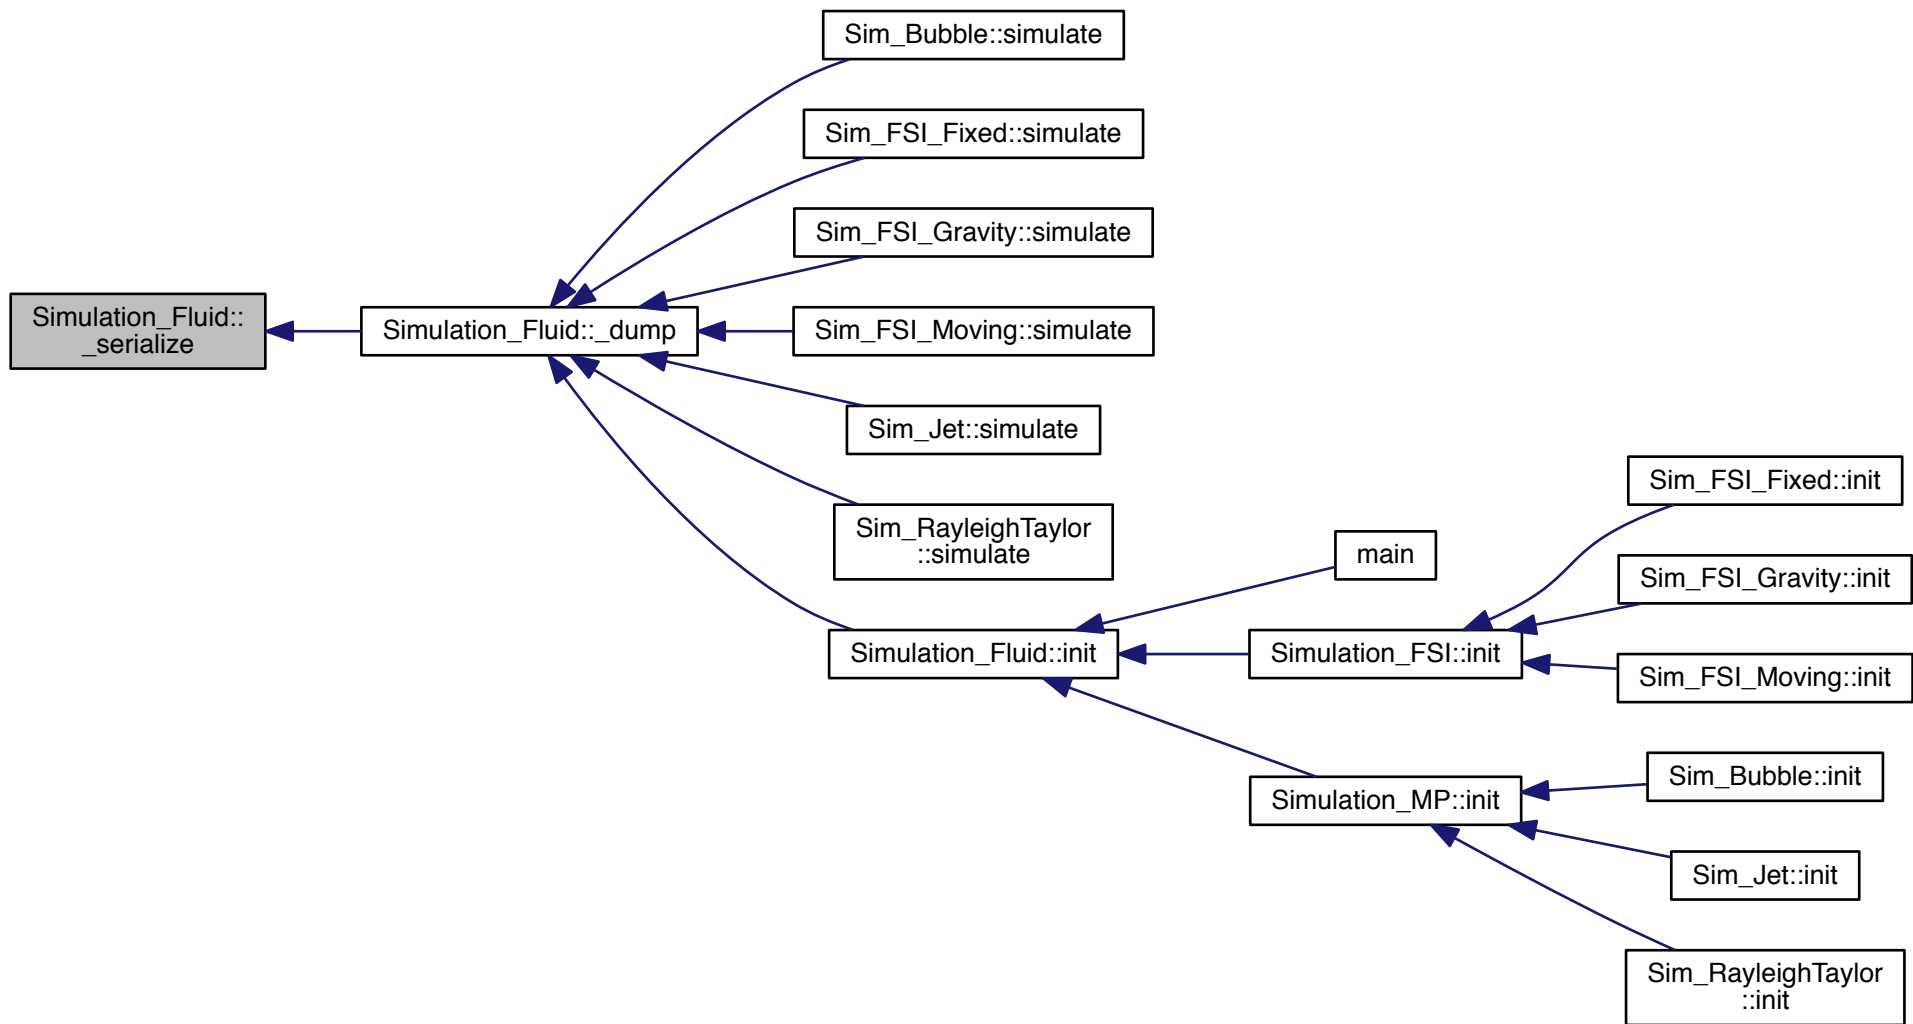 Sim_Bubble::simulate
Sim_FSI_Fixed::simulate
Sim_FSI_Gravity::simulate
Simulation_Fluid::
_serialize
Simulation_Fluid::_dump
Sim_FSI_Moving::simulate
Sim_Jet::simulate
Sim_RayleighTaylor
::simulate
Simulation_Fluid::init
main
Simulation_FSI::init
Sim_FSI_Fixed::init
Sim_FSI_Gravity::init
Sim_FSI_Moving::init
Simulation_MP::init
Sim_Bubble::init
Sim_Jet::init
Sim_RayleighTaylor
::init